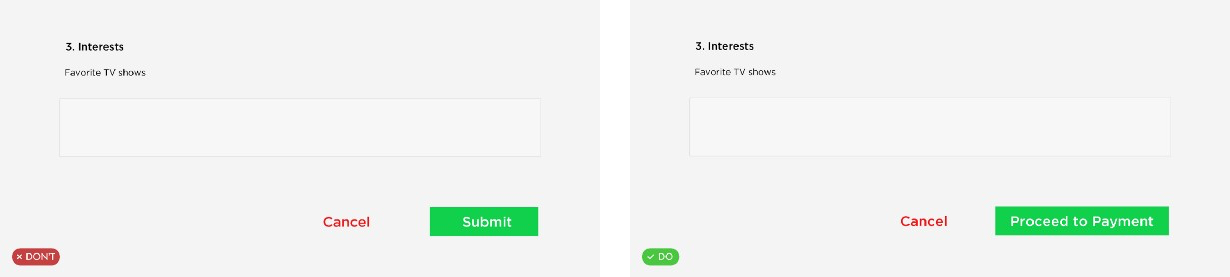 3. Interests
Favorite TV shows
Cancel
Submit
× DON'T
3. Interests
Favorite TV shows
Cancel
Proceed to Payment
✓ DO